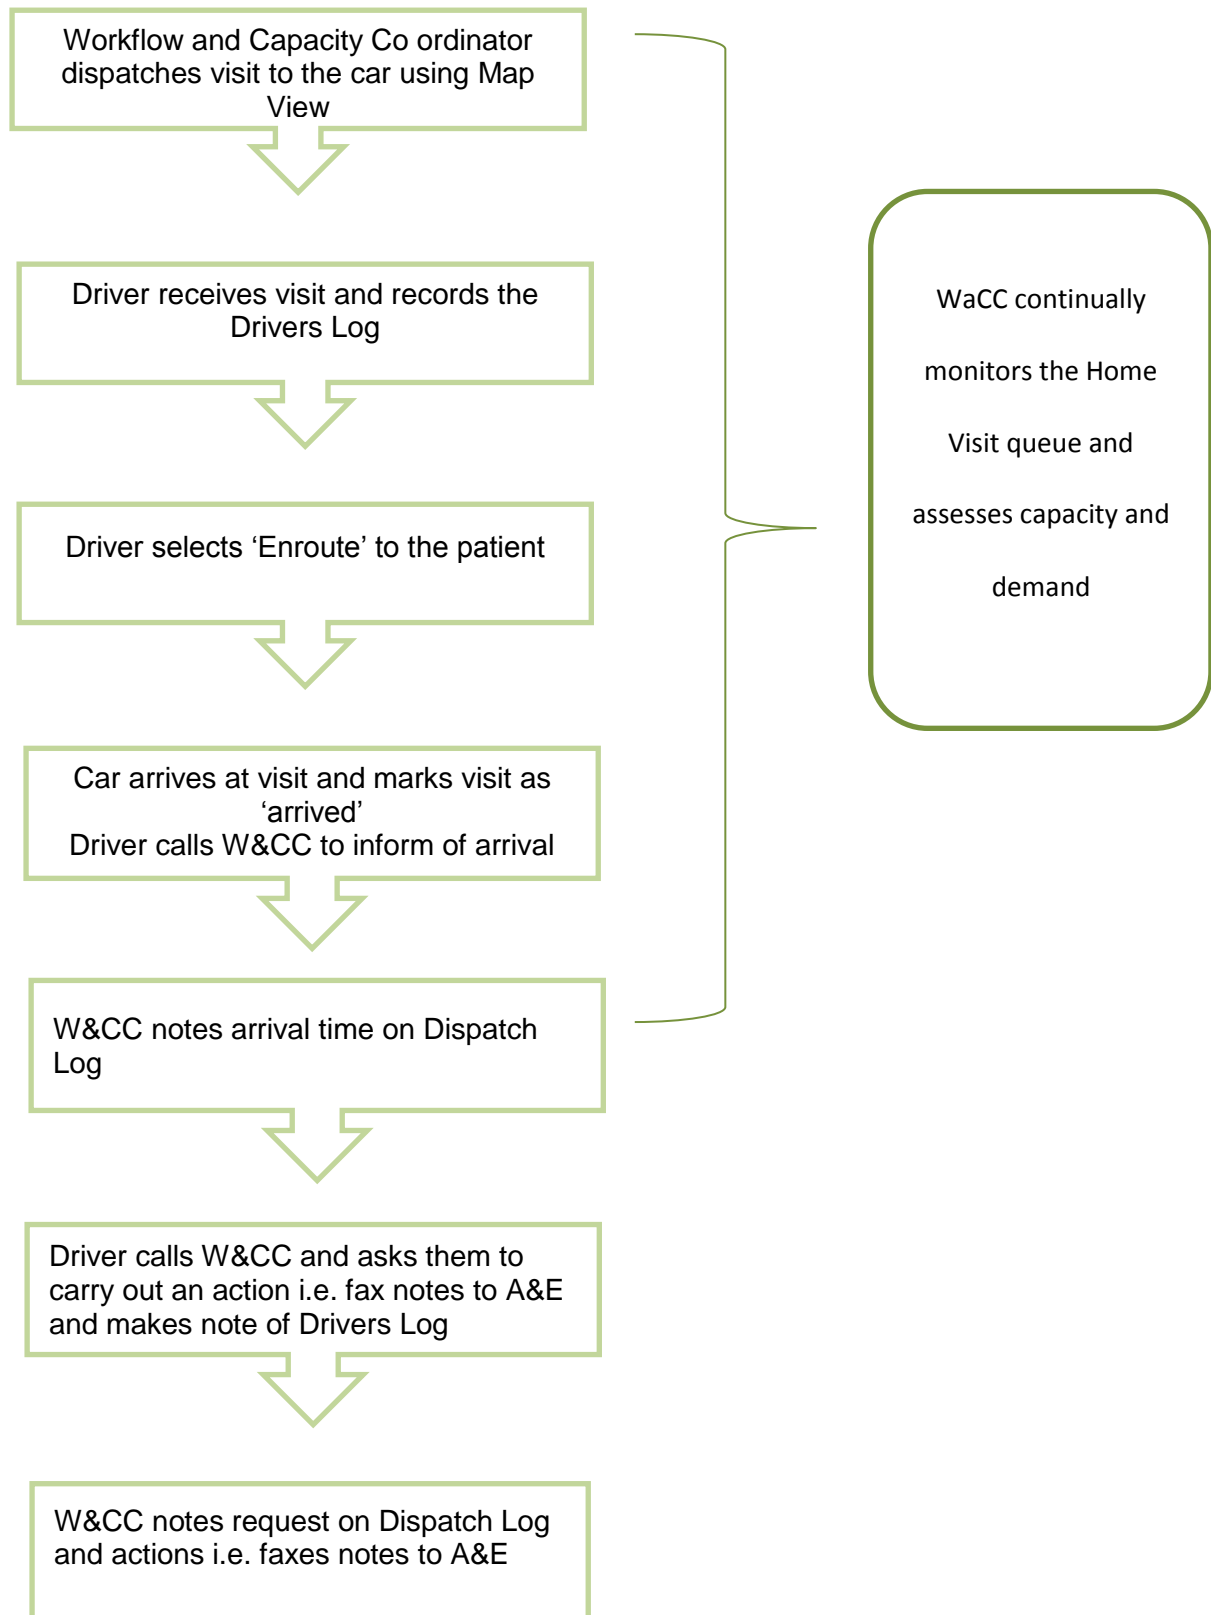 Workflow and Capacity Co ordinator
dispatches visit to the car using Map
View
Driver receives visit and records the
Drivers Log
Driver selects ‘Enroute’ to the patient
Car arrives at visit and marks visit as
‘arrived’
Driver calls W&CC to inform of arrival
W&CC notes arrival time on Dispatch
Log
Driver calls W&CC and asks them to
carry out an action i.e. fax notes to A&E
and makes note of Drivers Log
W&CC notes request on Dispatch Log
and actions i.e. faxes notes to A&E
WaCC continually
monitors the Home
Visit queue and
assesses capacity and
demand